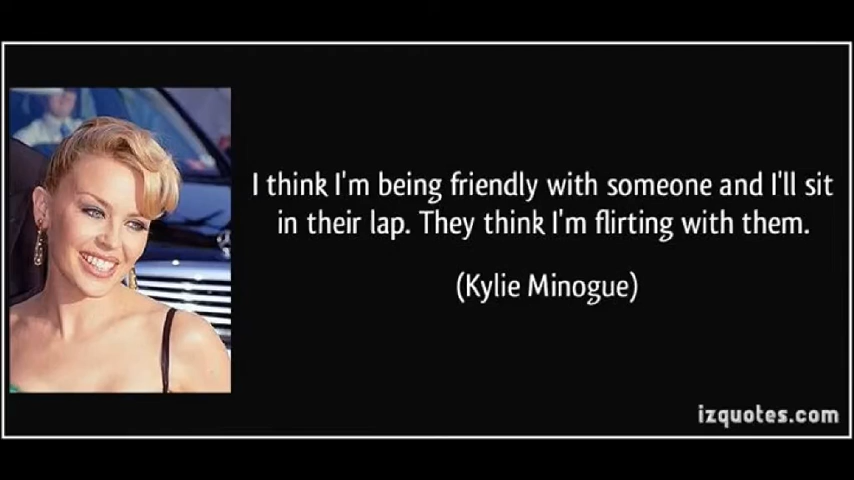 I think I'm being friendly with someone and I'll sit
in their lap. They think I'm flirting with them.
(Kylie Minogue)
izquotes.com